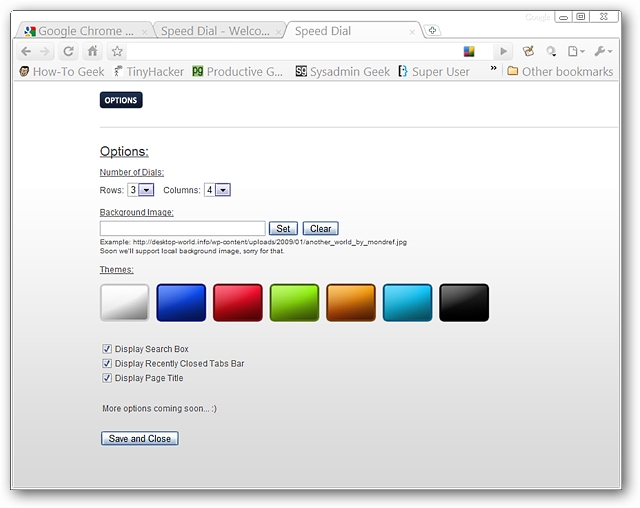 Google
Google Chrome ... Speed Dial - Welco... Speed Dial
How-To Geek TinyHacker Productive G... Sysadmin Geek Super User » Other bookmarks
OPTIONS
Options:
Number of Dials:
Rows: 3 Columns: 4
Background Image:
Set Clear
Example: http://desktop-world.info/wp-content/uploads/2009/01/another_world_by_mondref.jpg
Soon we'll support local background image, sorry for that.
Themes:
Display Search Box
Display Recently Closed Tabs Bar
Display Page Title
More options coming soon... :)
Save and Close